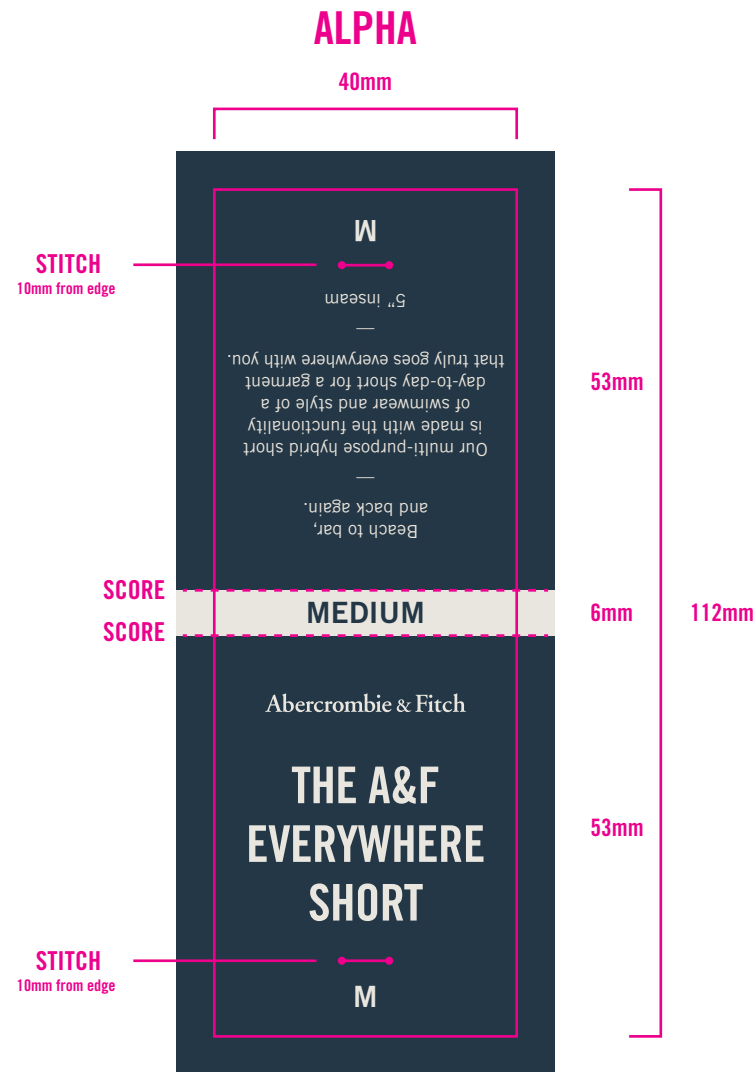 ALPHA
40mm
M
STITCH
10mm from edge
5" inseam
—
that truly goes everywhere with you.
day-to-day short for a garment
of swimwear and style of a
is made with the functionality
Our multi-purpose hybrid short
—
and back again.
Beach to bar,
53mm
SCORE
MEDIUM
SCORE
6mm
112mm
Abercrombie & Fitch
THE A&F
EVERYWHERE
SHORT
53mm
STITCH
10mm from edge
M